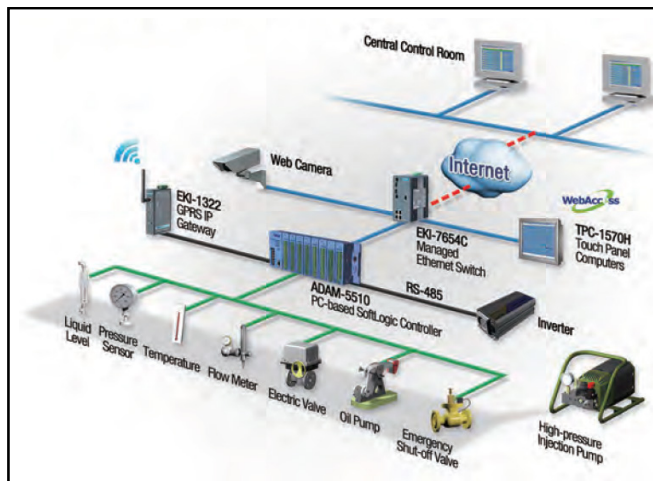 Central Control Room
Internet
Web Camera
EKI-1322
GPRS IP
Gateway
WebAccess
EKI-7654C
Managed
Ethernet Switch
TPC-1570H
Touch Panel
Computers
ADAM-5510
PC-based SoftLogic Controller
RS-485
Inverter
Liquid
Level
Pressure
Sensor
Temperature
Flow Meter
Electric Valve
Oil Pump
Emergency
Shut-off Valve
High-pressure
Injection Pump